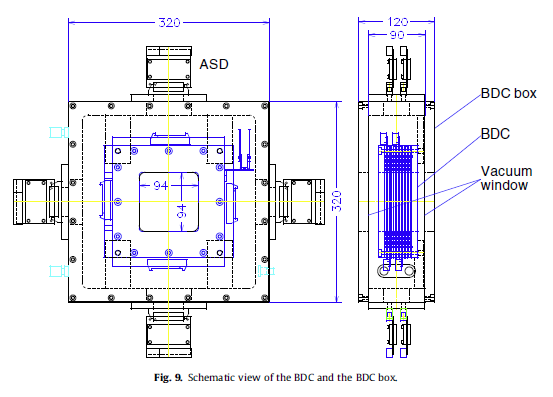 320
120
90
ASD
BDC box
BDC
Vacuum
window
94
94
320
Fig. 9. Schematic view of the BDC and the BDC box.